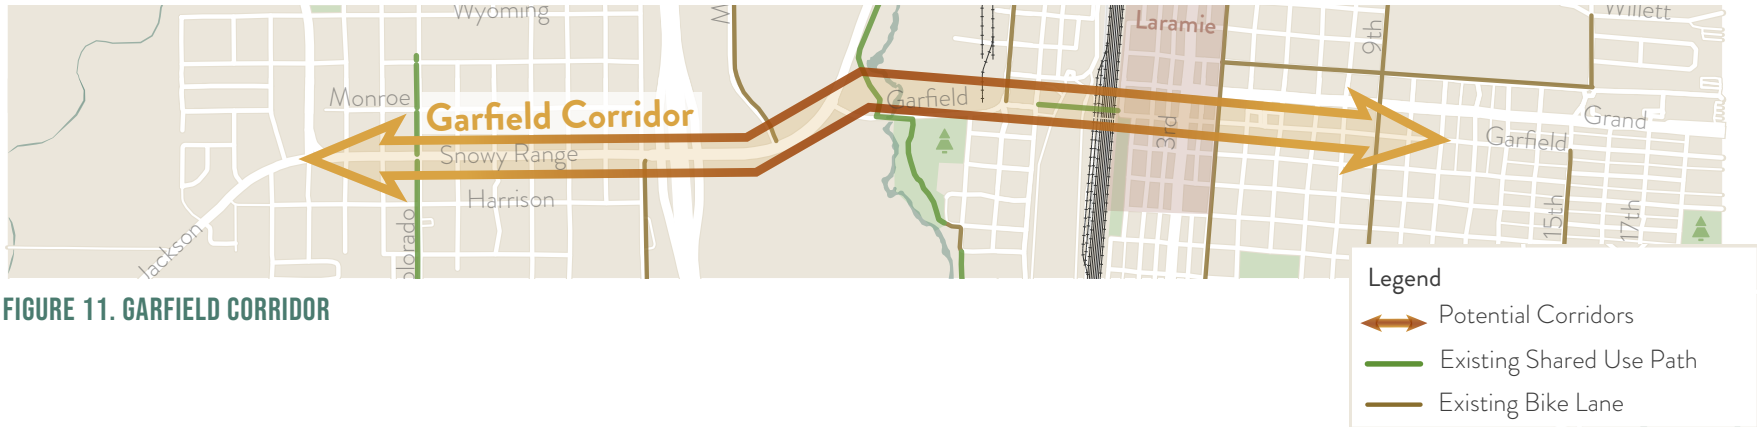 Wyoming
M
Laramie
9th
Willett
Monroe
Garfield Corridor
Garfield
3rd
Grand
Garfield
Snowy Range
Harrison
Jackson
olorado
15th
17th
FIGURE 11. GARFIELD CORRIDOR
Legend
Potential Corridors
Existing Shared Use Path
Existing Bike Lane